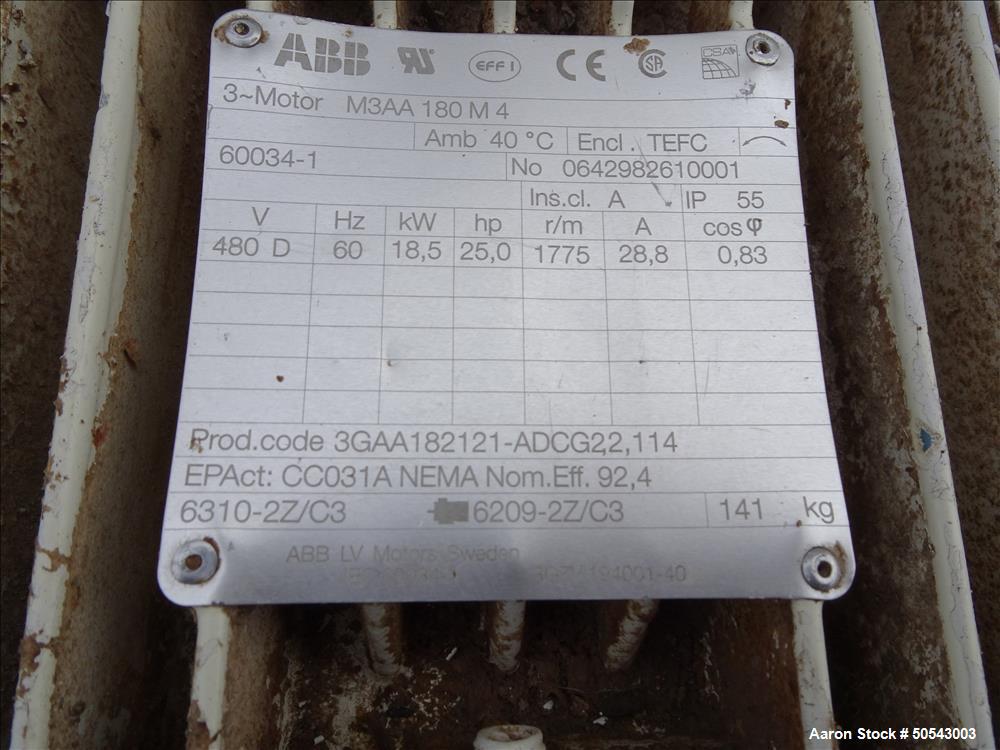 ABB EFF 1 CE SA CSA
3~Motor M3AA 180 M 4
Amb 40 °C Encl. TEFC
60034-1 No 0642982610001
Ins.cl. A IP 55
V Hz kW hp r/m A cosφ
480 D 60 18,5 25,0 1775 28,8 0,83
Prod.code 3GAA182121-ADCG22,114
EPAct: CC031A NEMA Nom.Eff. 92,4
6310-2Z/C3 6209-2Z/C3 141 kg
ABB LV Motors Sweden
Aaron Stock # 50543003